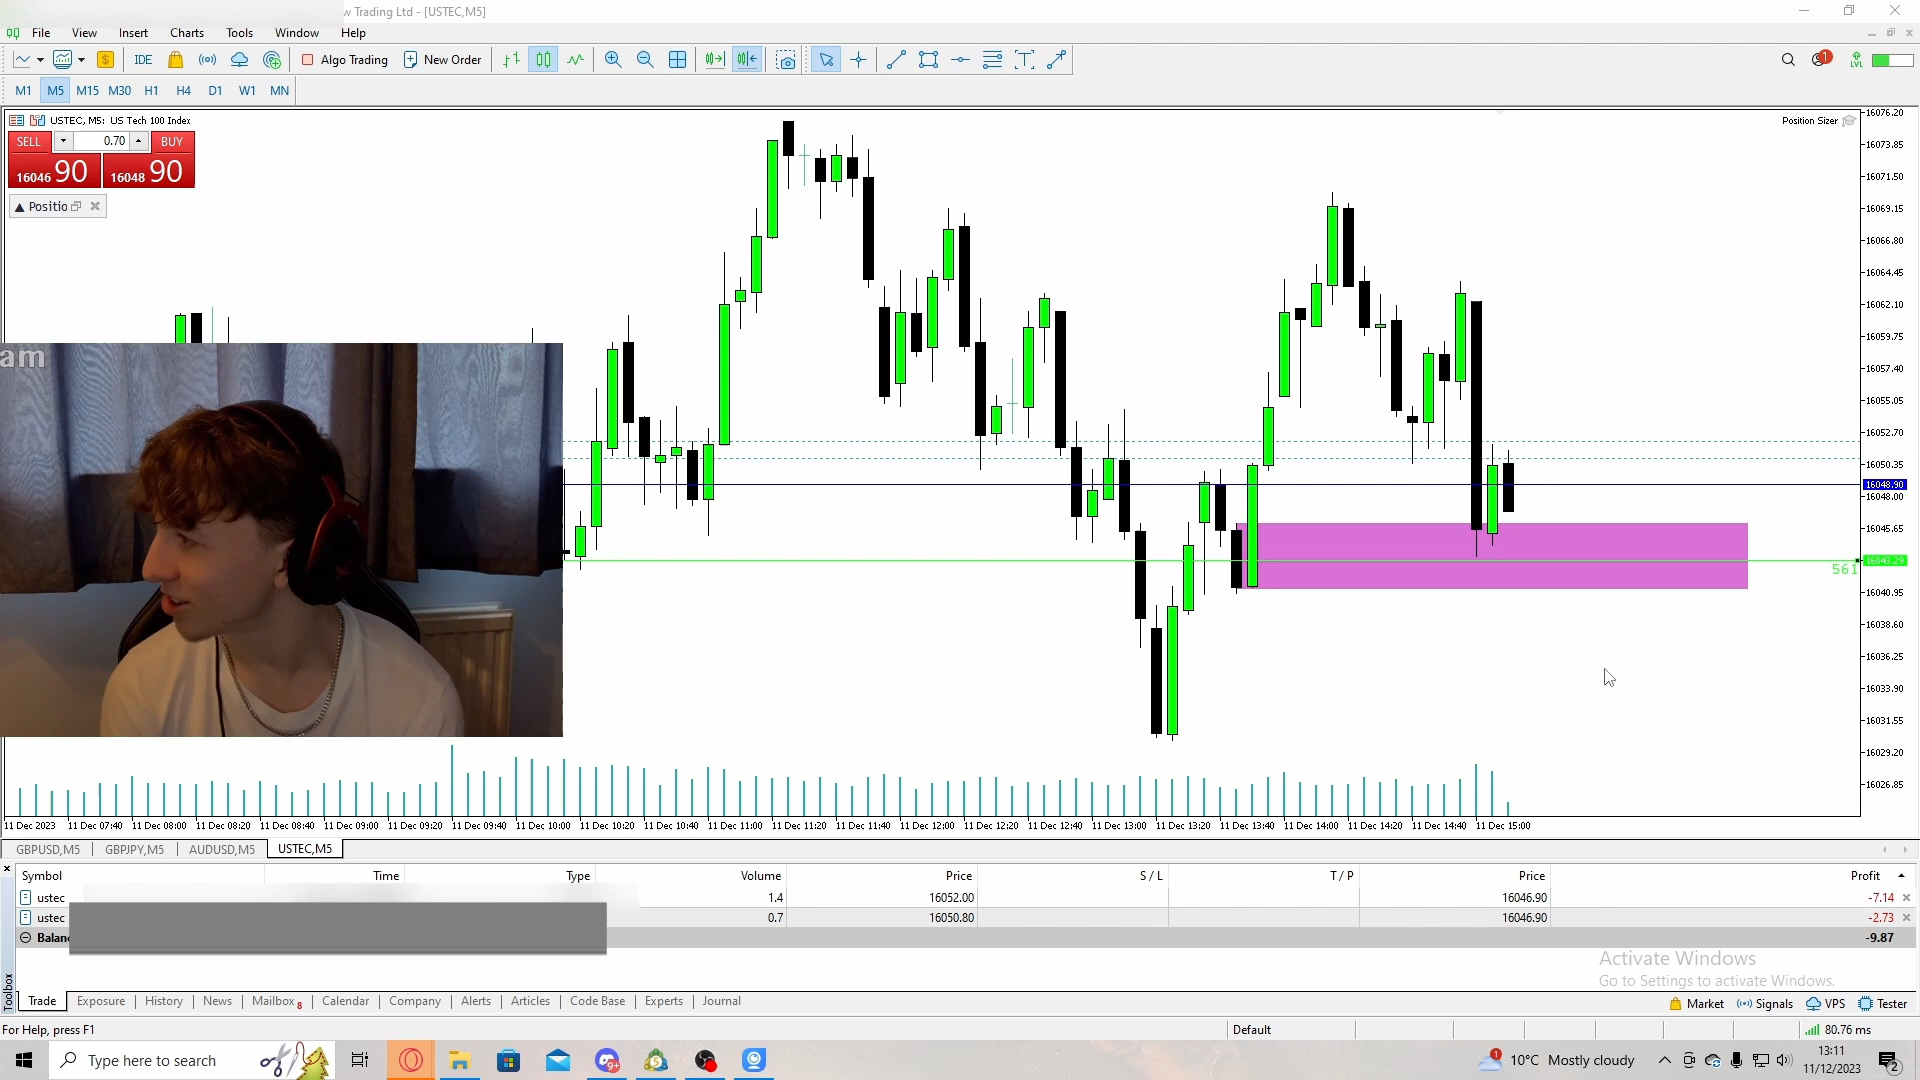 w Trading Ltd - [USTEC,M5]
File View Insert Charts Tools Window Help
IDE Algo Trading New Order 1 LVL
M1 M5 M15 M30 H1 H4 D1 W1 MN
USTEC, M5: US Tech 100 Index
Position Sizer
SELL 0.70 BUY
16046 90 16048 90
Positio
16076.20
16073.85
16071.50
16069.15
16066.80
16064.45
16062.10
16059.75
16057.40
16055.05
16052.70
16050.35
16048.90
16048.00
16045.65
16043.29
561
16040.95
16038.60
16036.25
16033.90
16031.55
16029.20
16026.85
am
11 Dec 2023 11 Dec 07:40 11 Dec 08:00 11 Dec 08:20 11 Dec 08:40 11 Dec 09:00 11 Dec 09:20 11 Dec 09:40 11 Dec 10:00 11 Dec 10:20 11 Dec 10:40 11 Dec 11:00 11 Dec 11:20 11 Dec 11:40 11 Dec 12:00 11 Dec 12:20 11 Dec 12:40 11 Dec 13:00 11 Dec 13:20 11 Dec 13:40 11 Dec 14:00 11 Dec 14:20 11 Dec 14:40 11 Dec 15:00
GBPUSD,M5 GBPJPY,M5 AUDUSD,M5 USTEC,M5
Symbol Time Type Volume Price S / L T / P Price Profit
ustec 1.4 16052.00 16046.90 -7.14
ustec 0.7 16050.80 16046.90 -2.73
Balan -9.87
Activate Windows
Go to Settings to activate Windows.
Toolbox
Trade Exposure History News Mailbox 8 Calendar Company Alerts Articles Code Base Experts Journal
Market Signals VPS Tester
For Help, press F1 Default 80.76 ms
Type here to search 9+ 1 10°C Mostly cloudy 13:11
11/12/2023 2